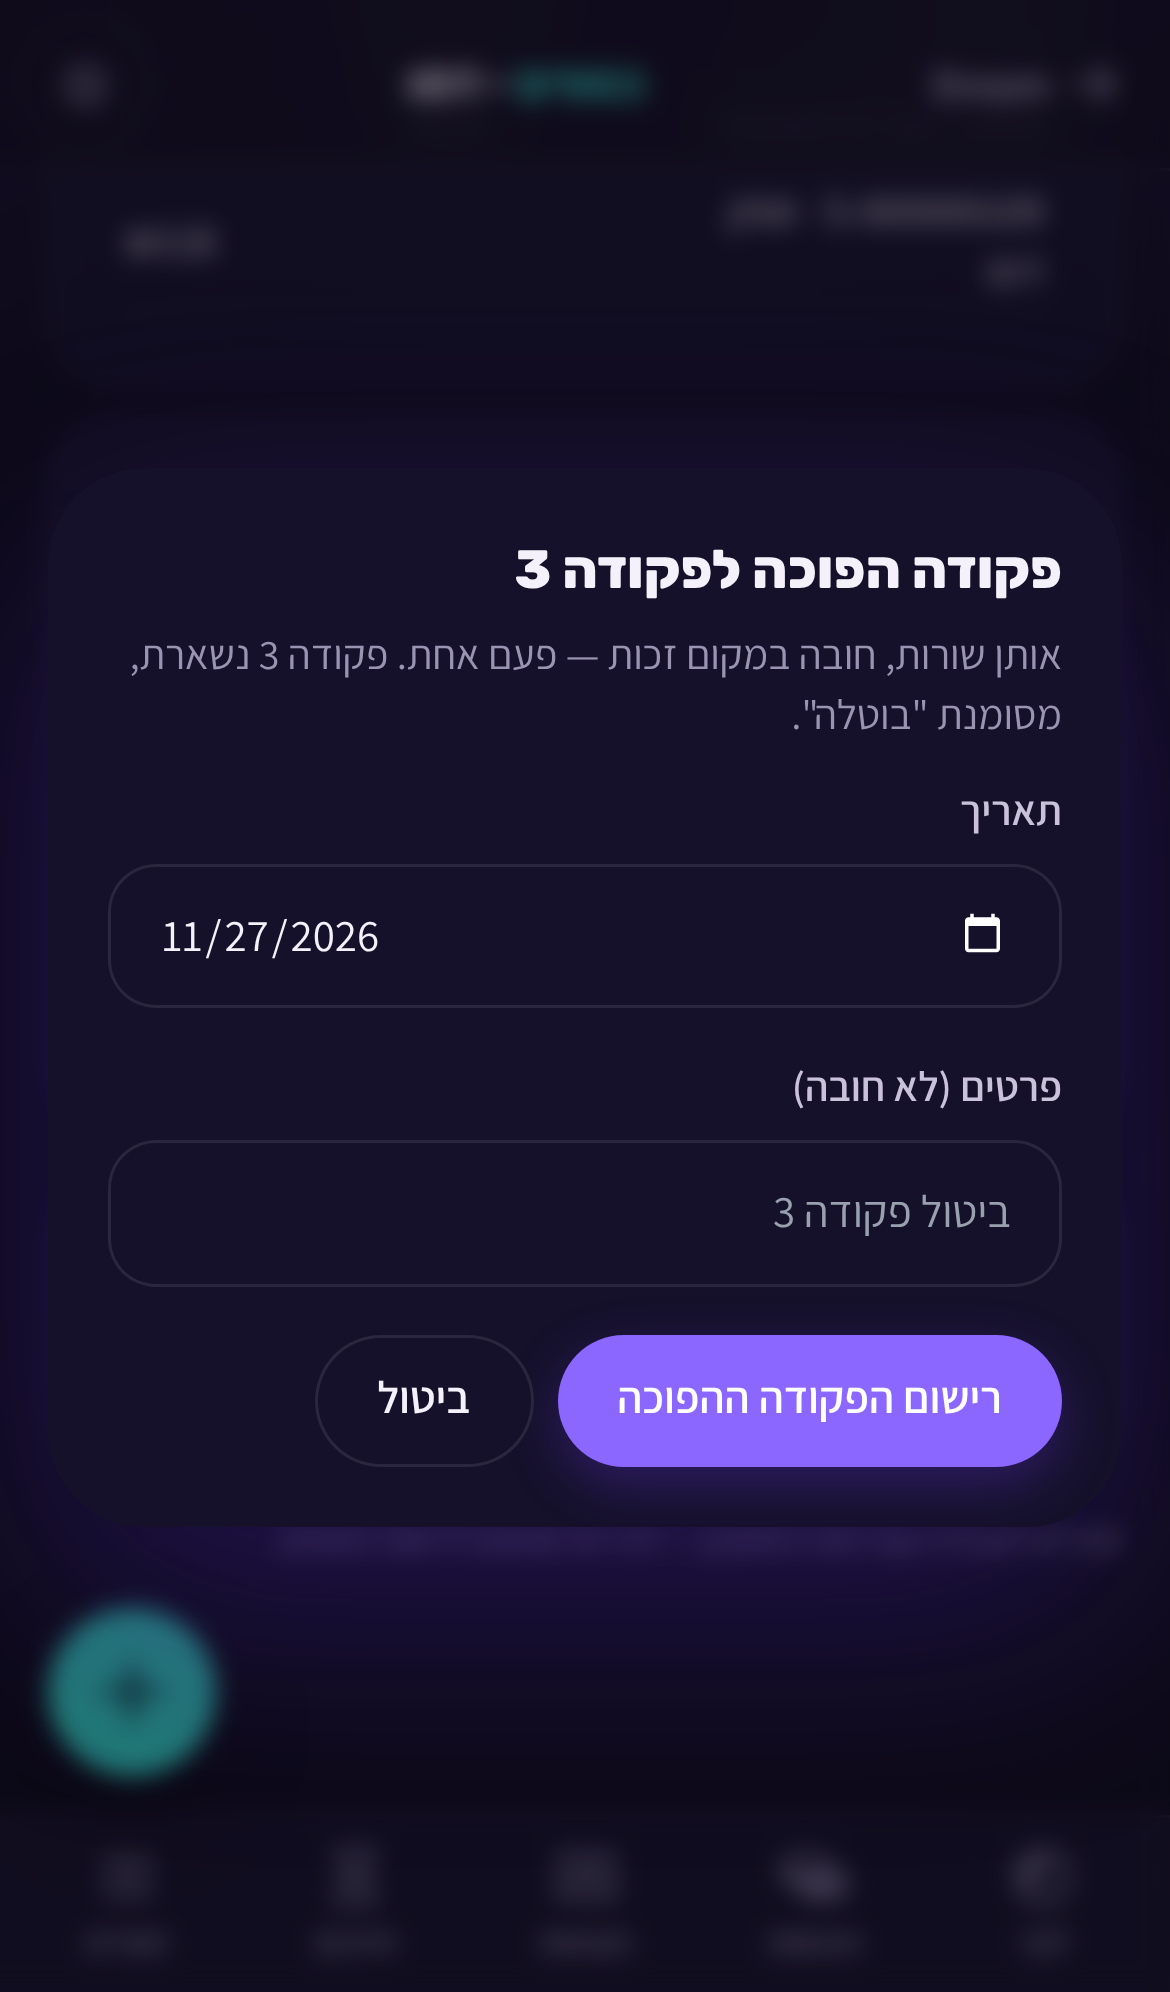 פקודה הפוכה לפקודה 3
אותן שורות, חובה במקום זכות — פעם אחת. פקודה 3 נשארת,
מסומנת "בוטלה".
תאריך
11/27/2026
פרטים (לא חובה)
ביטול פקודה 3
רישום הפקודה ההפוכה
ביטול